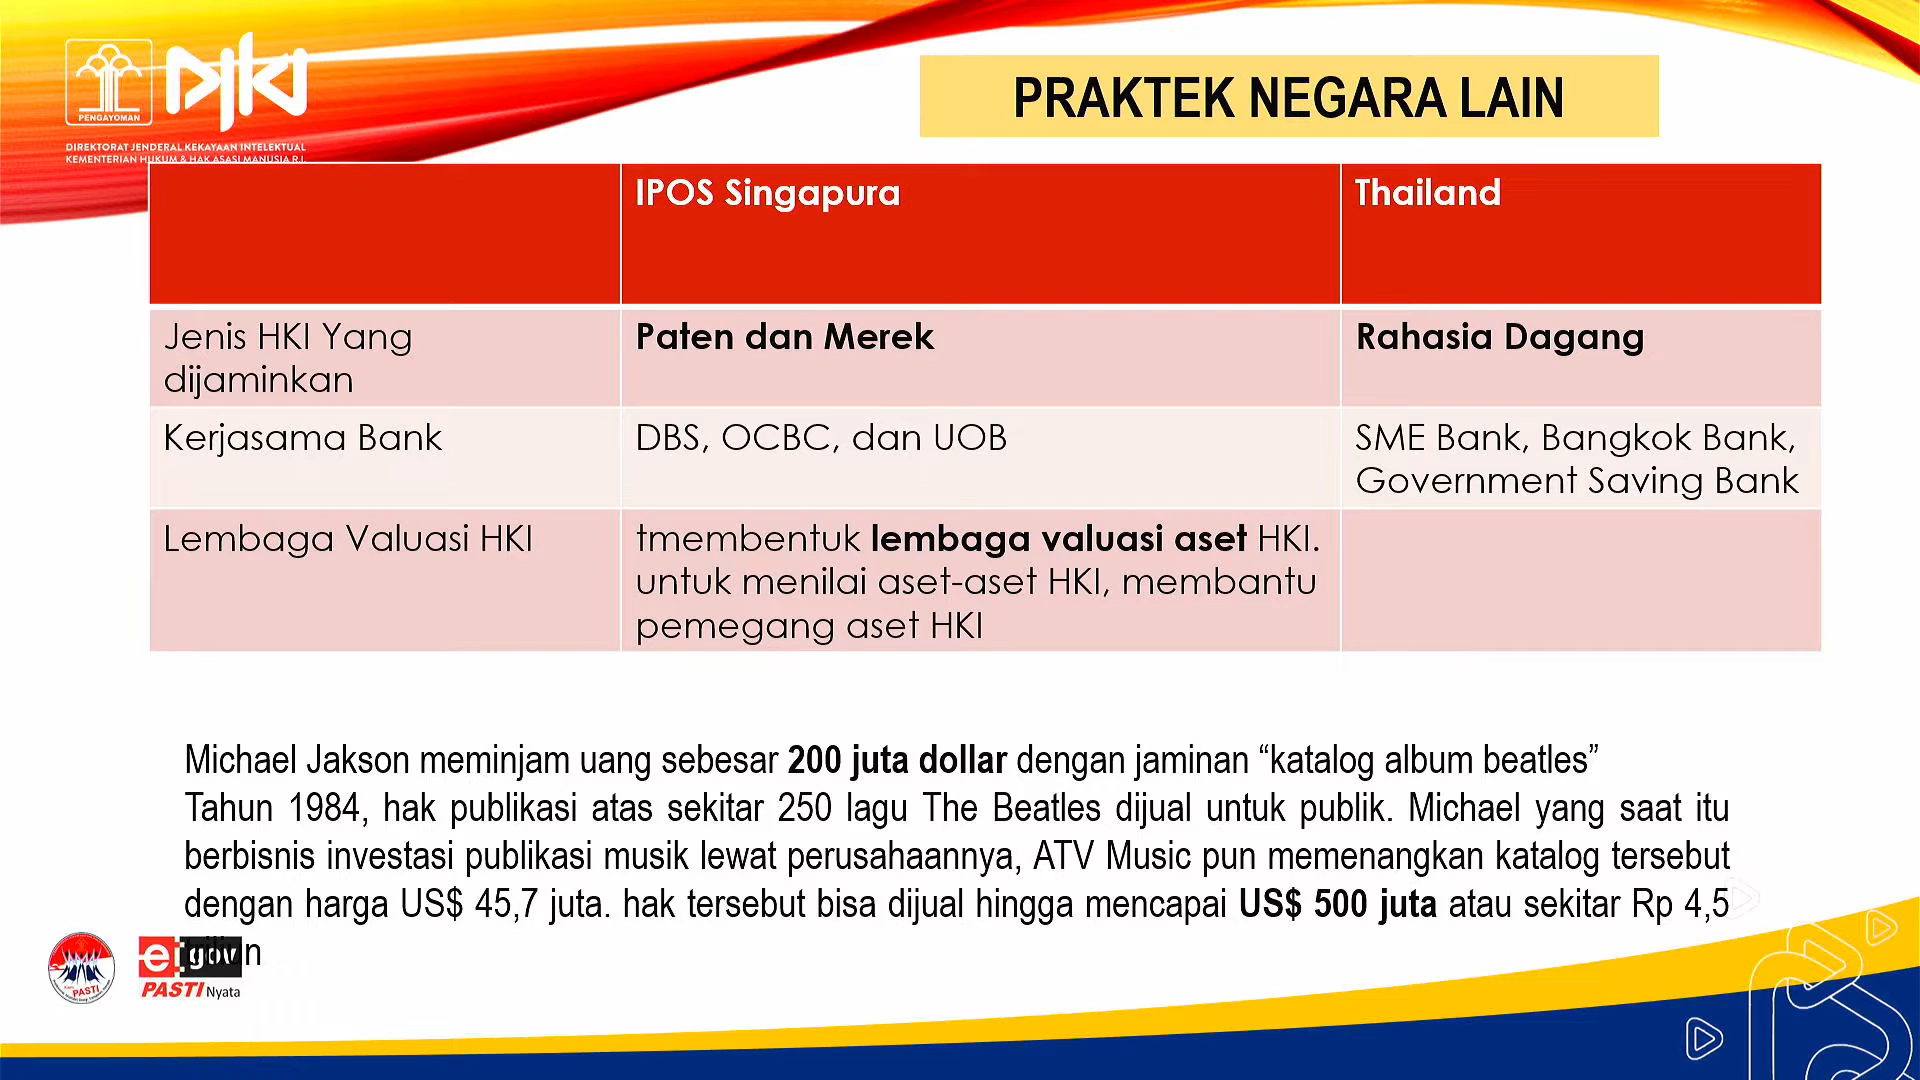 PENGAYOMAN
DJKI
DIREKTORAT JENDERAL KEKAYAAN INTELEKTUAL
KEMENTERIAN HUKUM & HAK ASASI MANUSIA R.I.
PRAKTEK NEGARA LAIN
IPOS Singapura
Thailand
Jenis HKI Yang
dijaminkan
Paten dan Merek
Rahasia Dagang
Kerjasama Bank
DBS, OCBC, dan UOB
SME Bank, Bangkok Bank,
Government Saving Bank
Lembaga Valuasi HKI
tmembentuk lembaga valuasi aset HKI.
untuk menilai aset-aset HKI, membantu
pemegang aset HKI
Michael Jakson meminjam uang sebesar 200 juta dollar dengan jaminan “katalog album beatles”
Tahun 1984, hak publikasi atas sekitar 250 lagu The Beatles dijual untuk publik. Michael yang saat itu
berbisnis investasi publikasi musik lewat perusahaannya, ATV Music pun memenangkan katalog tersebut
dengan harga US$ 45,7 juta. hak tersebut bisa dijual hingga mencapai US$ 500 juta atau sekitar Rp 4,5
triliun
PASTI
e.gov
PASTI Nyata